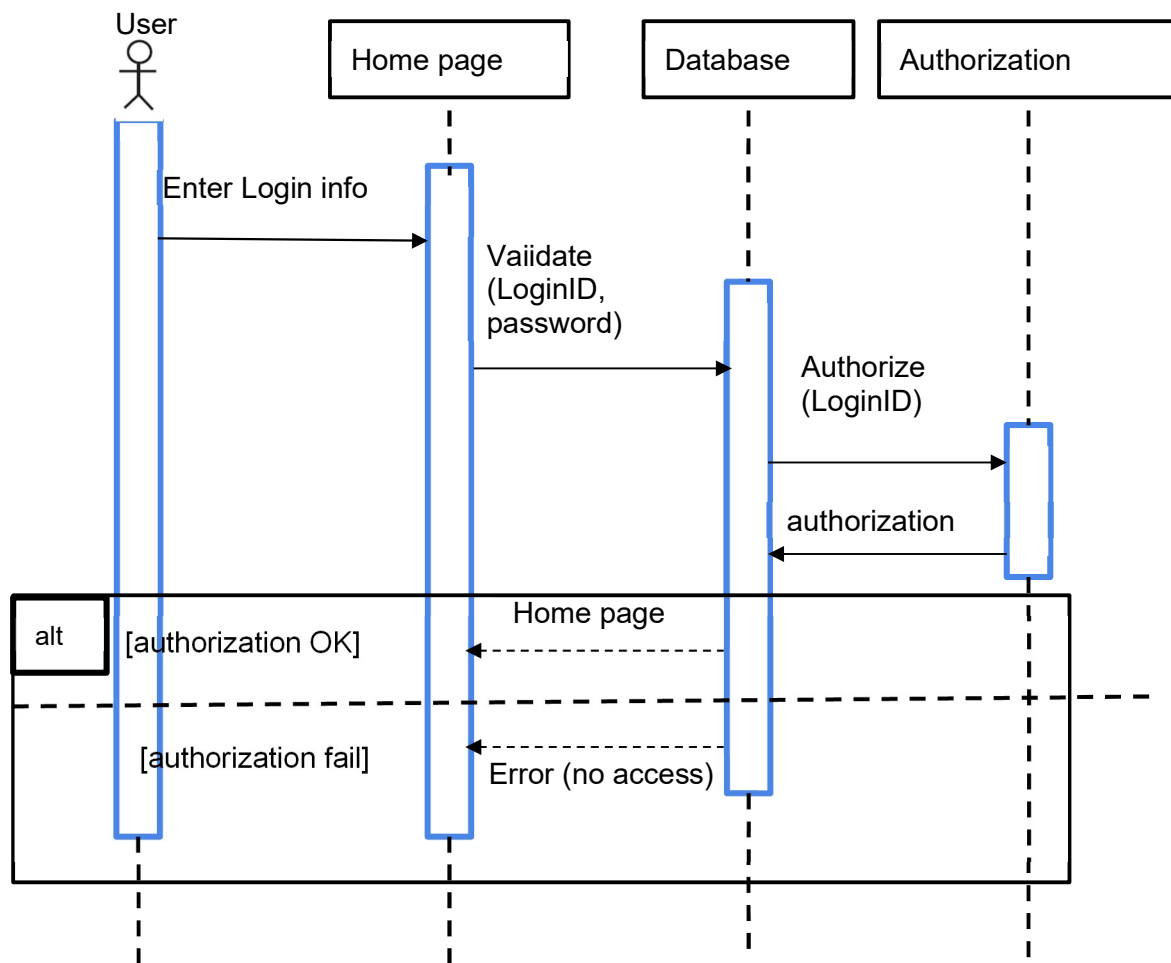 User
Home page
Database
Authorization
Enter Login info
Vaiidate
(LoginID,
password)
Authorize
(LoginID)
authorization
alt
[authorization OK]
Home page
[authorization fail]
Error (no access)